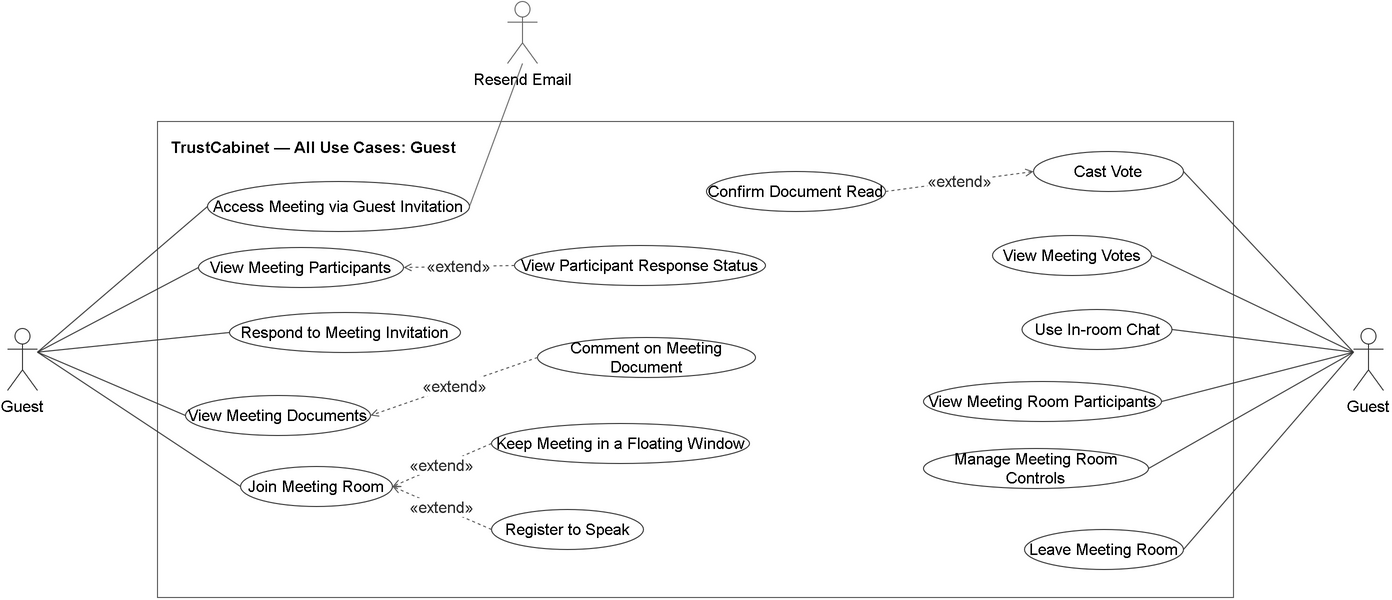 Resend Email
TrustCabinet — All Use Cases: Guest
Cast Vote
Confirm Document Read
«extend»
Access Meeting via Guest Invitation
View Meeting Participants
«extend»
View Participant Response Status
View Meeting Votes
Respond to Meeting Invitation
Use In-room Chat
Comment on Meeting
Document
«extend»
Guest
Guest
View Meeting Documents
View Meeting Room Participants
Keep Meeting in a Floating Window
«extend»
Manage Meeting Room
Controls
Join Meeting Room
«extend»
Register to Speak
Leave Meeting Room